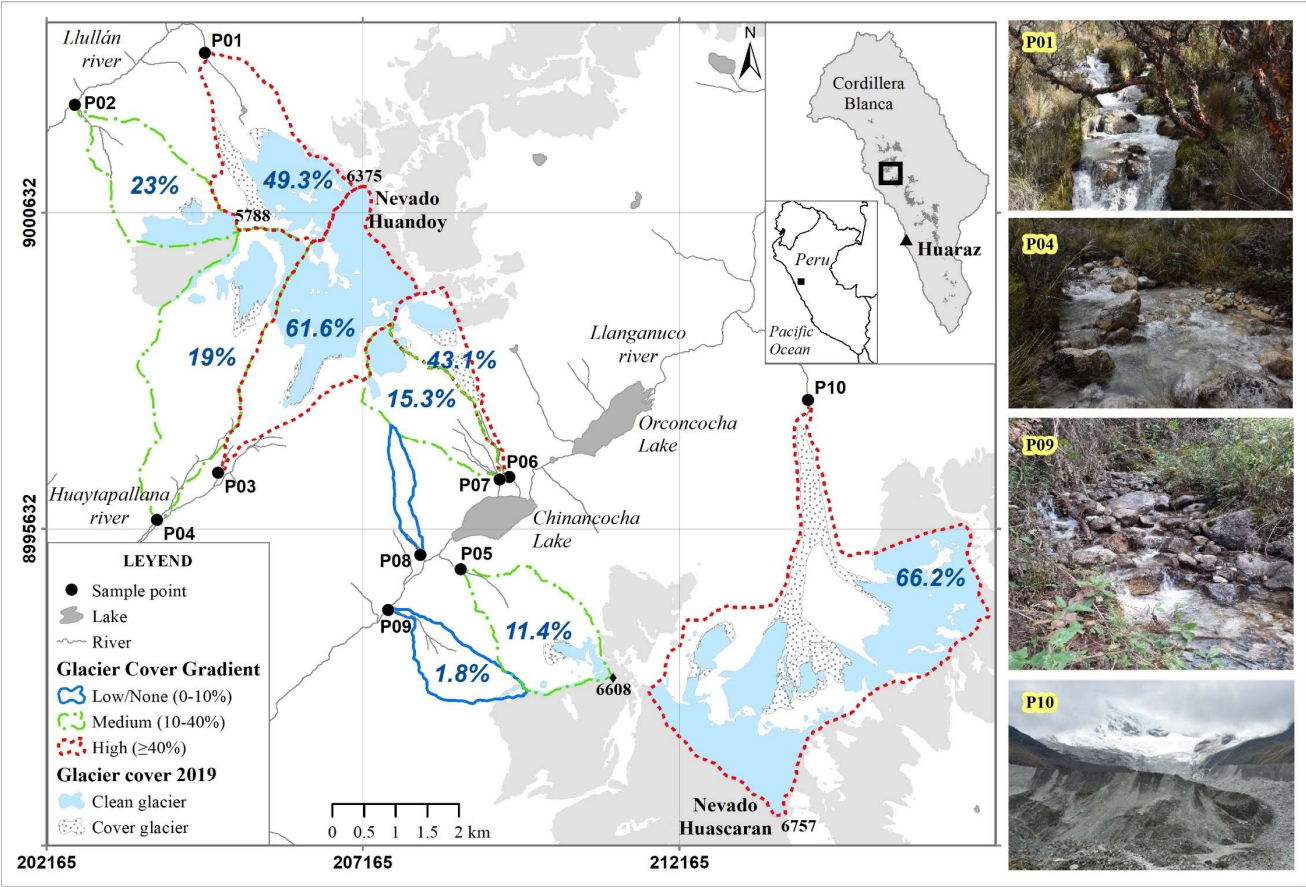 Llullán
river
P01
P02
23%
49.3%
6375
Nevado
Huandoy
5788
61.6%
19%
43.1%
15.3%
P03
P04
Huaytapallana
river
P06
P07
Llanganuco
river
Orconcocha
Lake
Chinancocha
Lake
P08
P05
P09
11.4%
1.8%
6608
P10
66.2%
Nevado
Huascaran
6757
N
Cordillera
Blanca
Huaraz
Peru
Pacific
Ocean
9000632
8995632
202165
207165
212165
LEYEND
Sample point
Lake
River
Glacier Cover Gradient
Low/None (0-10%)
Medium (10-40%)
High (≥40%)
Glacier cover 2019
Clean glacier
Cover glacier
0 0.5 1 1.5 2 km
P01
P04
P09
P10